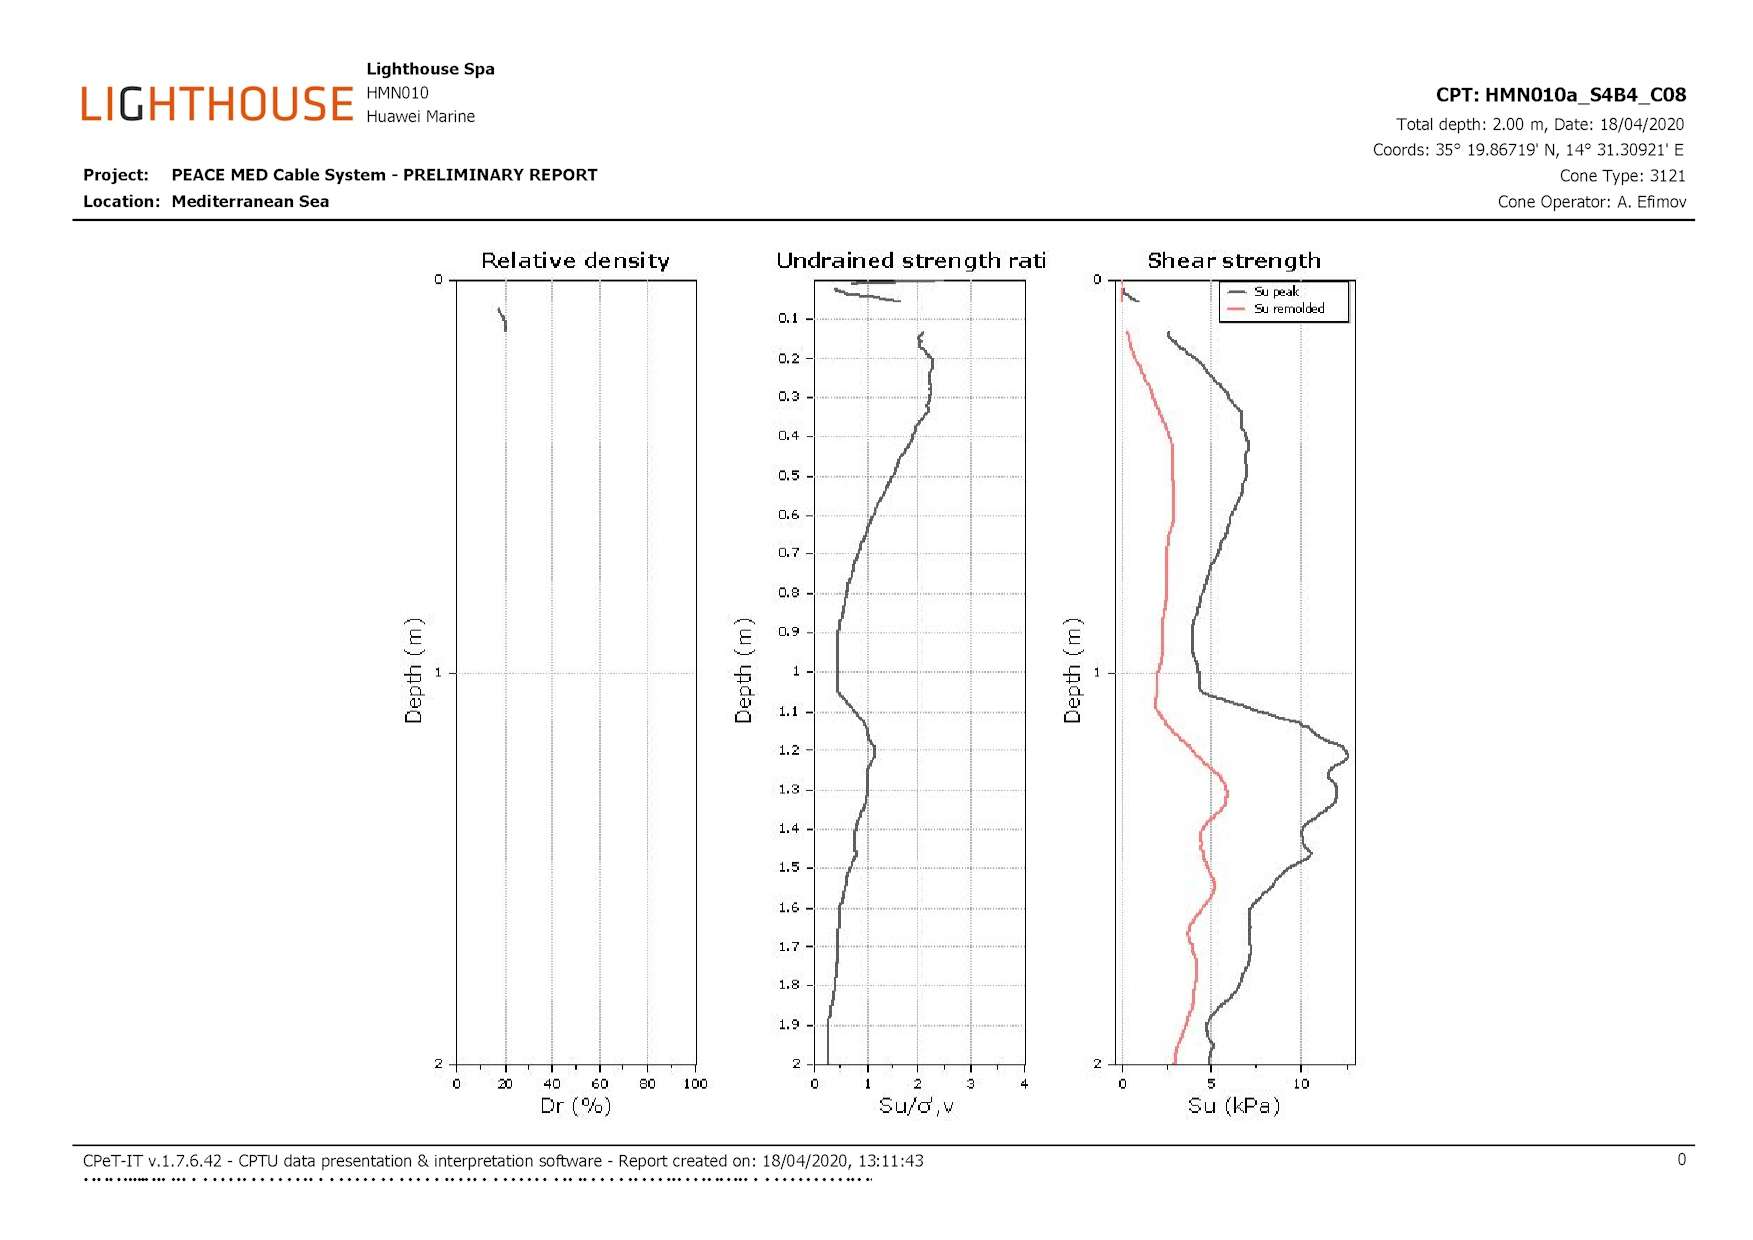 LIGHTHOUSE
Lighthouse Spa
HMN010
Huawei Marine
CPT: HMN010a_S4B4_C08
Total depth: 2.00 m, Date: 18/04/2020
Coords: 35° 19.86719' N, 14° 31.30921' E
Cone Type: 3121
Cone Operator: A. Efimov
Project: PEACE MED Cable System - PRELIMINARY REPORT
Location: Mediterranean Sea
Relative density
0
1
2
Depth (m)
0 20 40 60 80 100
Dr (%)
Undrained strength rati
0.1
0.2
0.3
0.4
0.5
0.6
0.7
0.8
0.9
1
1.1
1.2
1.3
1.4
1.5
1.6
1.7
1.8
1.9
2
Depth (m)
0 1 2 3 4
Su/σ',v
Shear strength
Su peak
Su remolded
0
1
2
Depth (m)
0 5 10
Su (kPa)
CPeT-IT v.1.7.6.42 - CPTU data presentation & interpretation software - Report created on: 18/04/2020, 13:11:43
0